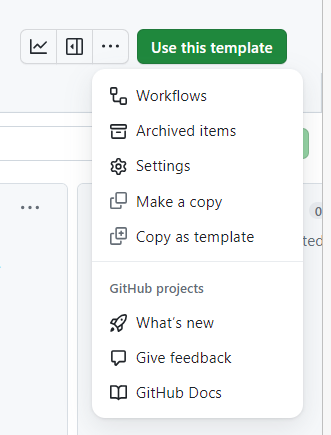 Use this template
Workflows
Archived items
Settings
Make a copy
0
Copy as template
ted
GitHub projects
What's new
Give feedback
GitHub Docs